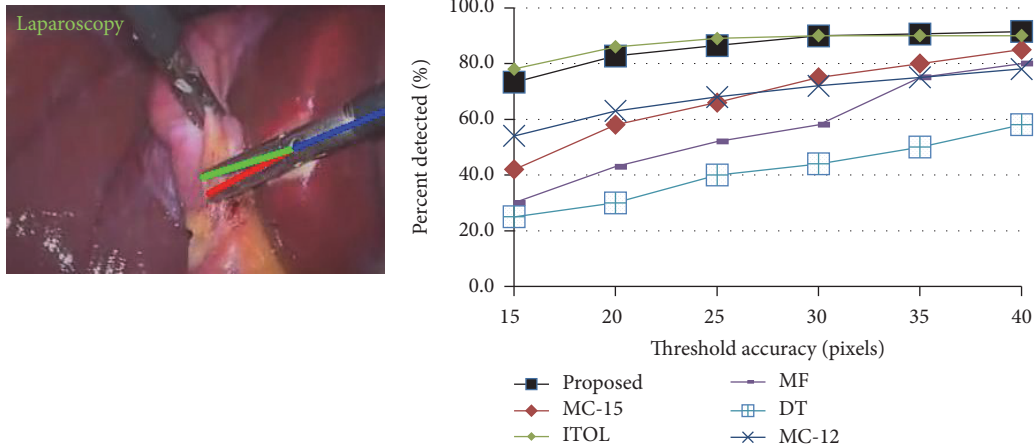 Laparoscopy
Percent detected (%)
100.0
80.0
60.0
40.0
20.0
0.0
15 20 25 30 35 40
Threshold accuracy (pixels)
Proposed
MC-15
ITOL
MF
DT
MC-12